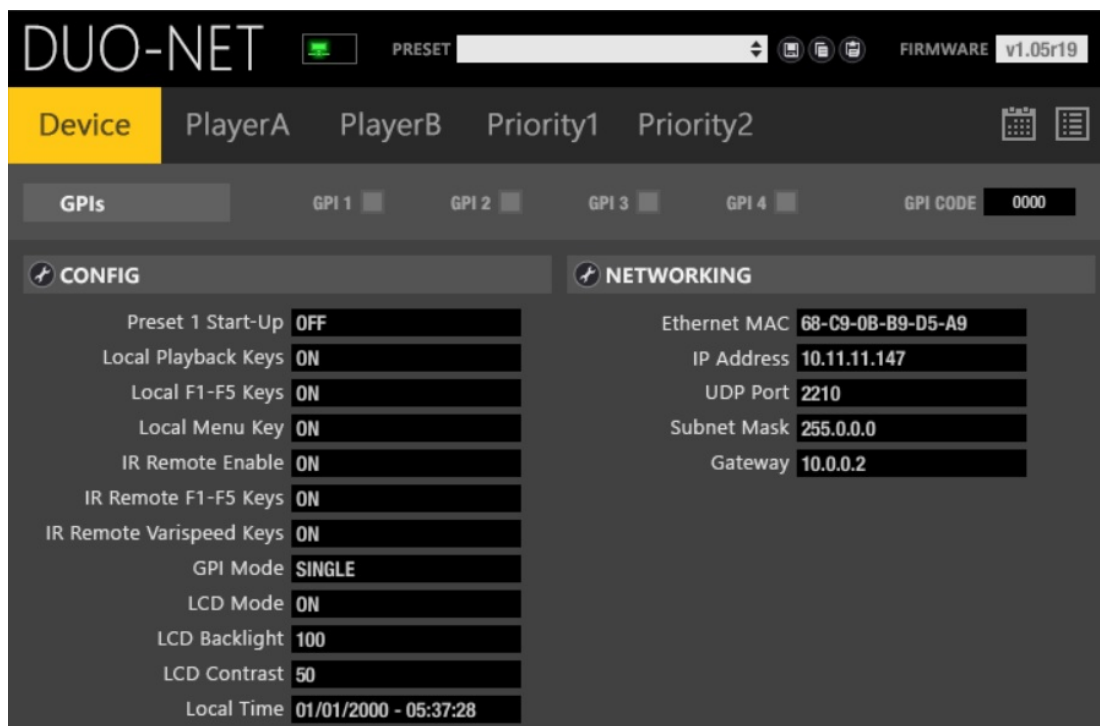 DUO-NET PRESET FIRMWARE v1.05r19
Device PlayerA PlayerB Priority1 Priority2
GPIs GPI 1 GPI 2 GPI 3 GPI 4 GPI CODE 0000
CONFIG
Preset 1 Start-Up OFF
Local Playback Keys ON
Local F1-F5 Keys ON
Local Menu Key ON
IR Remote Enable ON
IR Remote F1-F5 Keys ON
IR Remote Varispeed Keys ON
GPI Mode SINGLE
LCD Mode ON
LCD Backlight 100
LCD Contrast 50
Local Time 01/01/2000 - 05:37:28
NETWORKING
Ethernet MAC 68-C9-0B-B9-D5-A9
IP Address 10.11.11.147
UDP Port 2210
Subnet Mask 255.0.0.0
Gateway 10.0.0.2